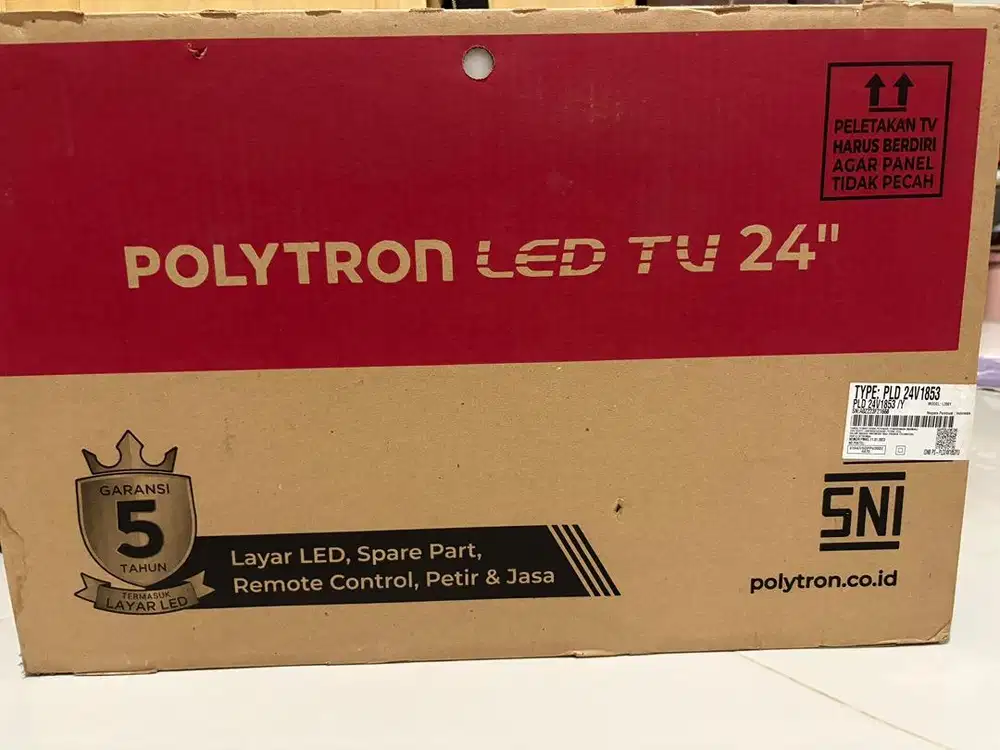 PELETAKAN TV
HARUS BERDIRI
AGAR PANEL
TIDAK PECAH
POLYTRON LED TV 24"
TYPE: PLD 24V1853
PLD 24V1853 /Y
GARANSI
5
TAHUN
TERMASUK
LAYAR LED
Layar LED, Spare Part,
Remote Control, Petir & Jasa
SNI
polytron.co.id